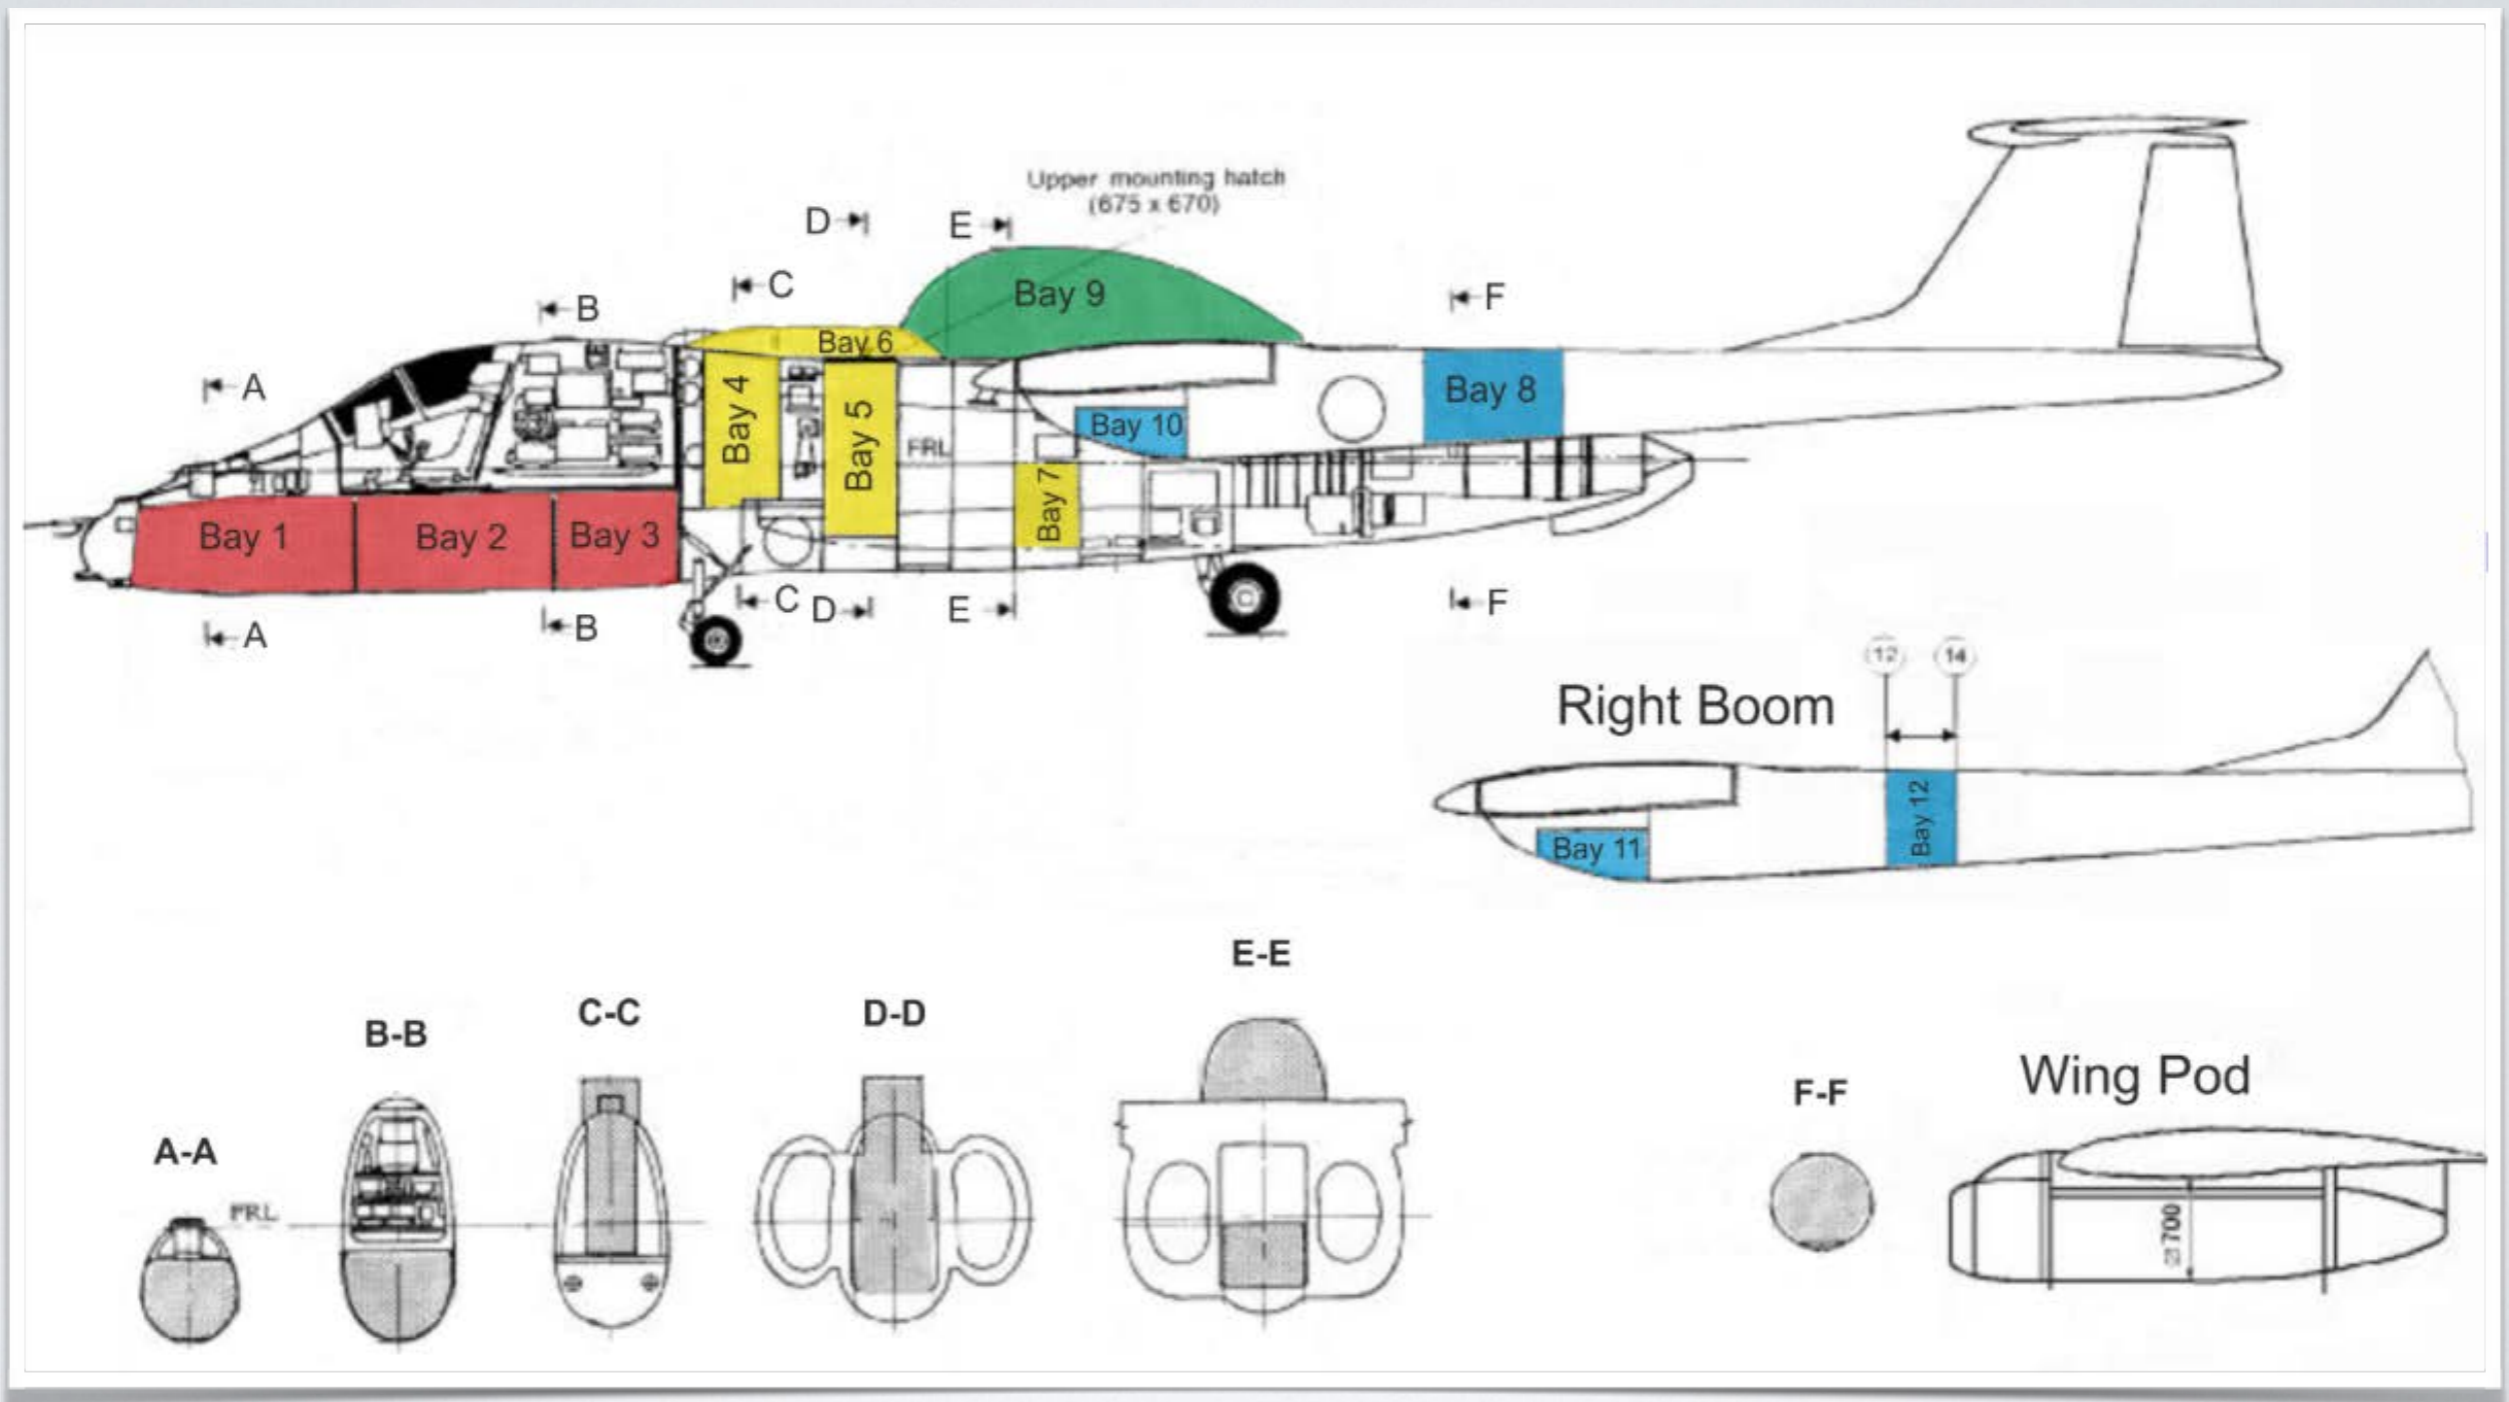 Upper mounting hatch
(675 x 670)
D
E
C
B
F
A
Bay 9
Bay 6
Bay 4
Bay 5
Bay 8
Bay 10
FRL
Bay 7
Bay 1
Bay 2
Bay 3
C
D
E
F
B
A
12
14
Right Boom
Bay 12
Bay 11
E-E
C-C
D-D
B-B
Wing Pod
F-F
A-A
FRL
⌀700